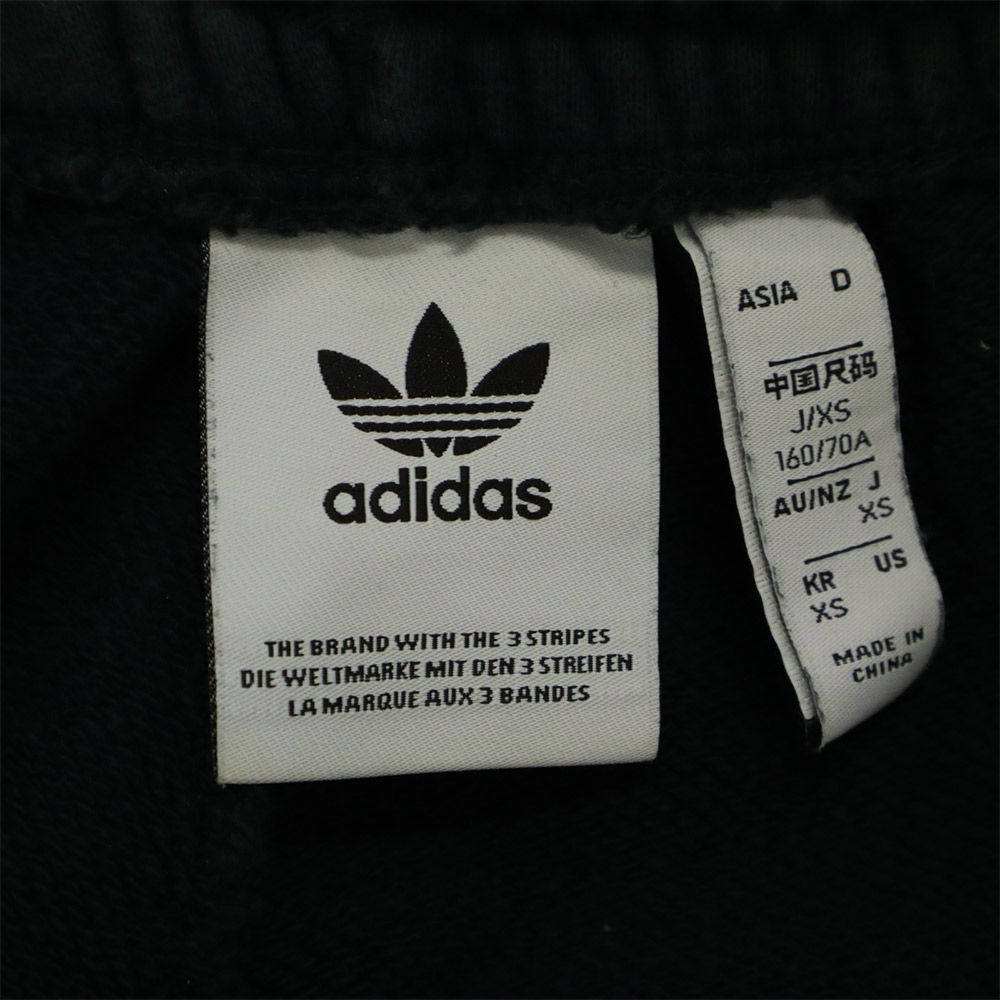 adidas
THE BRAND WITH THE 3 STRIPES
DIE WELTMARKE MIT DEN 3 STREIFEN
LA MARQUE AUX 3 BANDES
ASIA D
中国尺码
J/XS
160/70A
AU/NZ J
XS
KR US
XS
MADE IN
CHINA